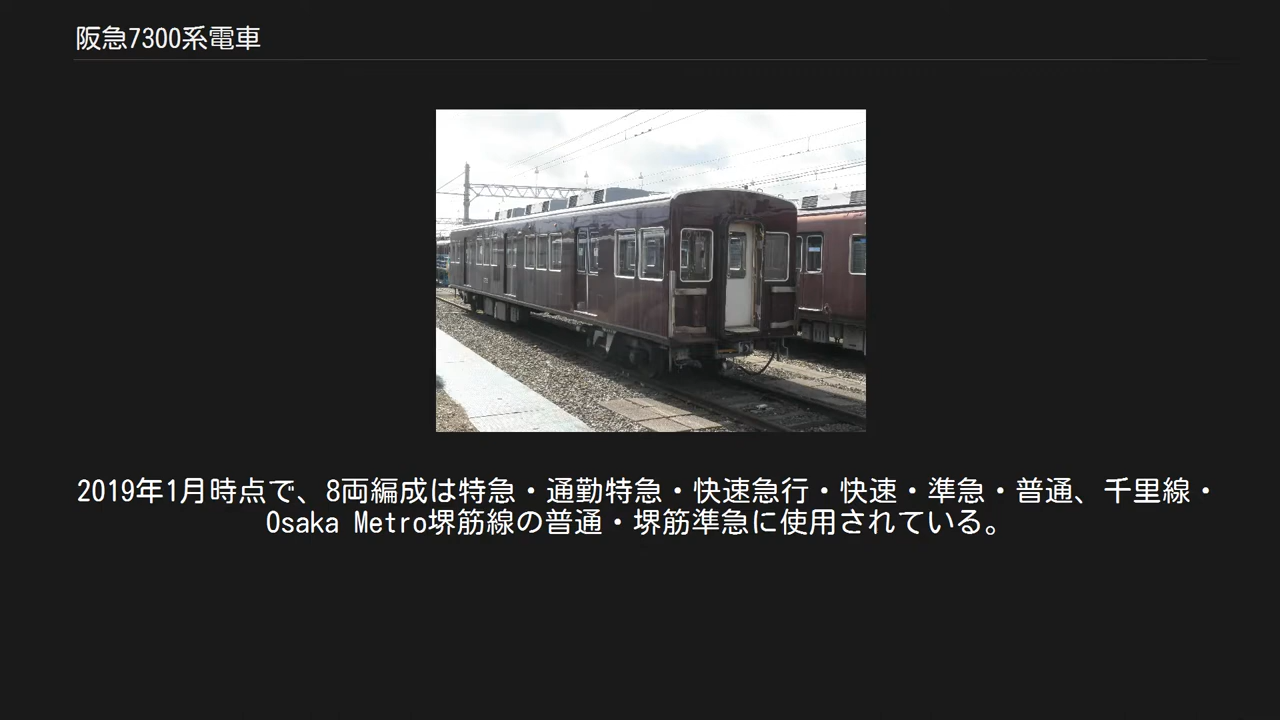 阪急7300系電車
2019年1月時点で、8両編成は特急・通勤特急・快速急行・快速・準急・普通、千里線・
Osaka Metro堺筋線の普通・堺筋準急に使用されている。